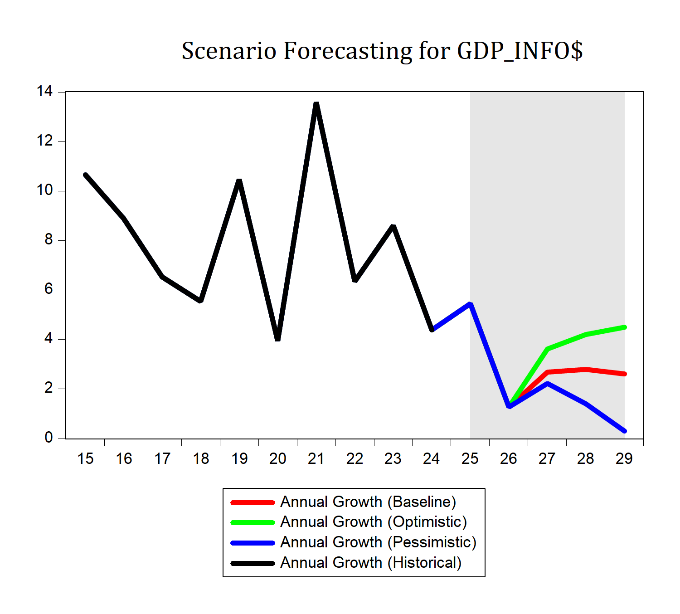 Scenario Forecasting for GDP_INFO$
14
12
10
8
6
4
2
0
15 16 17 18 19 20 21 22 23 24 25 26 27 28 29
Annual Growth (Baseline)
Annual Growth (Optimistic)
Annual Growth (Pessimistic)
Annual Growth (Historical)